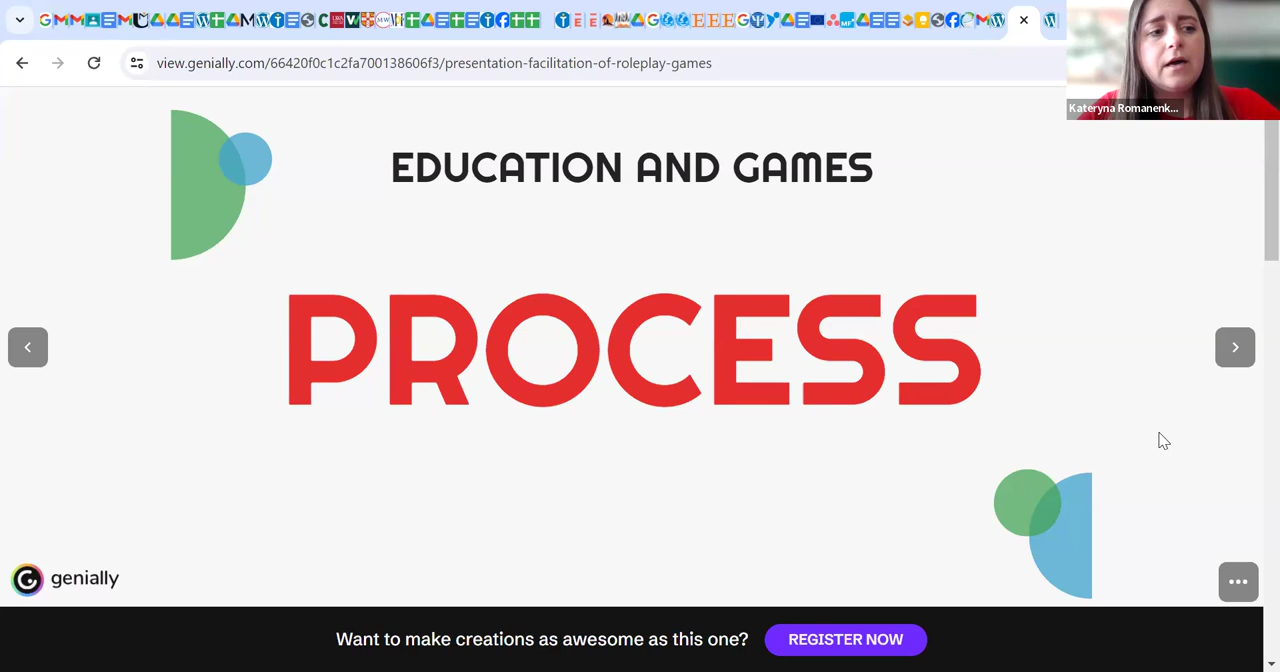 view.genially.com/66420f0c1c2fa700138606f3/presentation-facilitation-of-roleplay-games
Kateryna Romanenk...
EDUCATION AND GAMES
PROCESS
genially
Want to make creations as awesome as this one? REGISTER NOW